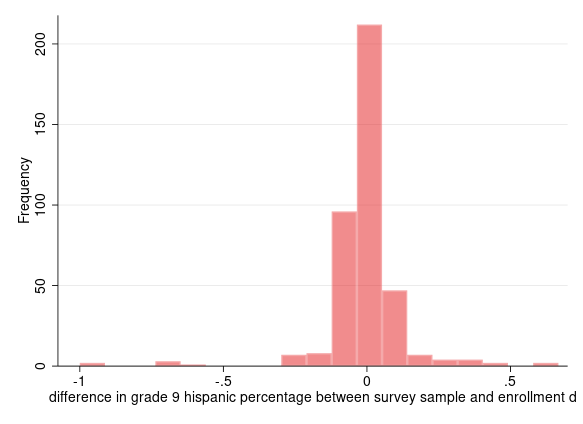 200
150
100
50
0
Frequency
-1 -.5 0 .5
difference in grade 9 hispanic percentage between survey sample and enrollment d